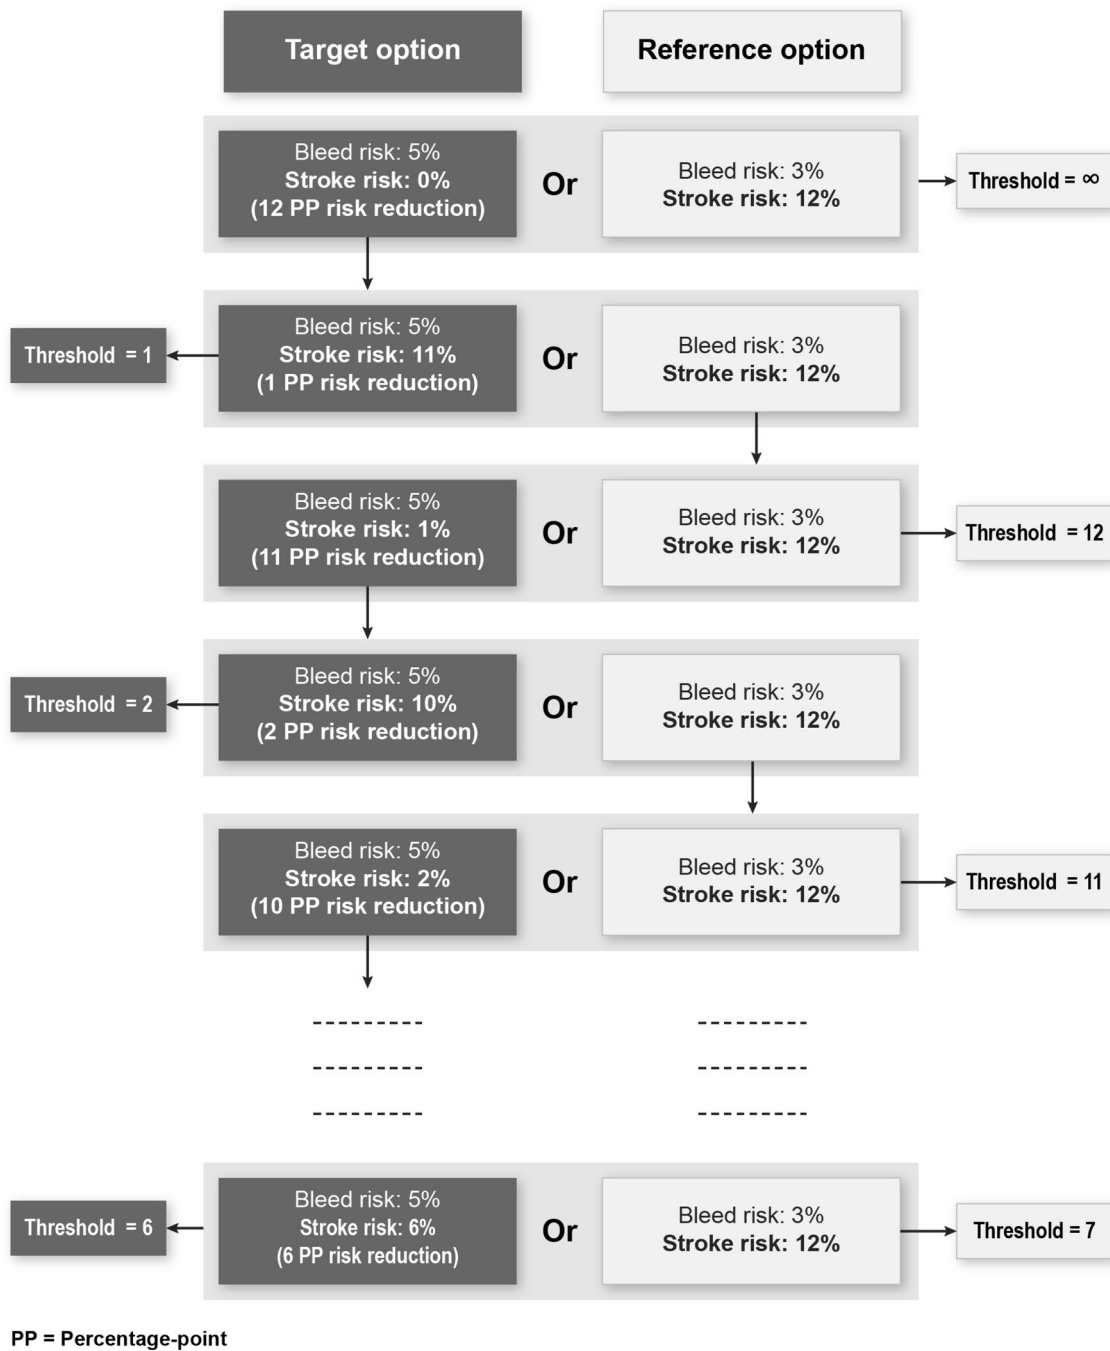 Target option
Reference option
Bleed risk: 5%
Stroke risk: 0%
(12 PP risk reduction)
Or
Bleed risk: 3%
Stroke risk: 12%
Threshold = ∞
Threshold = 1
Bleed risk: 5%
Stroke risk: 11%
(1 PP risk reduction)
Or
Bleed risk: 3%
Stroke risk: 12%
Bleed risk: 5%
Stroke risk: 1%
(11 PP risk reduction)
Or
Bleed risk: 3%
Stroke risk: 12%
Threshold = 12
Threshold = 2
Bleed risk: 5%
Stroke risk: 10%
(2 PP risk reduction)
Or
Bleed risk: 3%
Stroke risk: 12%
Bleed risk: 5%
Stroke risk: 2%
(10 PP risk reduction)
Or
Bleed risk: 3%
Stroke risk: 12%
Threshold = 11
Threshold = 6
Bleed risk: 5%
Stroke risk: 6%
(6 PP risk reduction)
Or
Bleed risk: 3%
Stroke risk: 12%
Threshold = 7
PP = Percentage-point